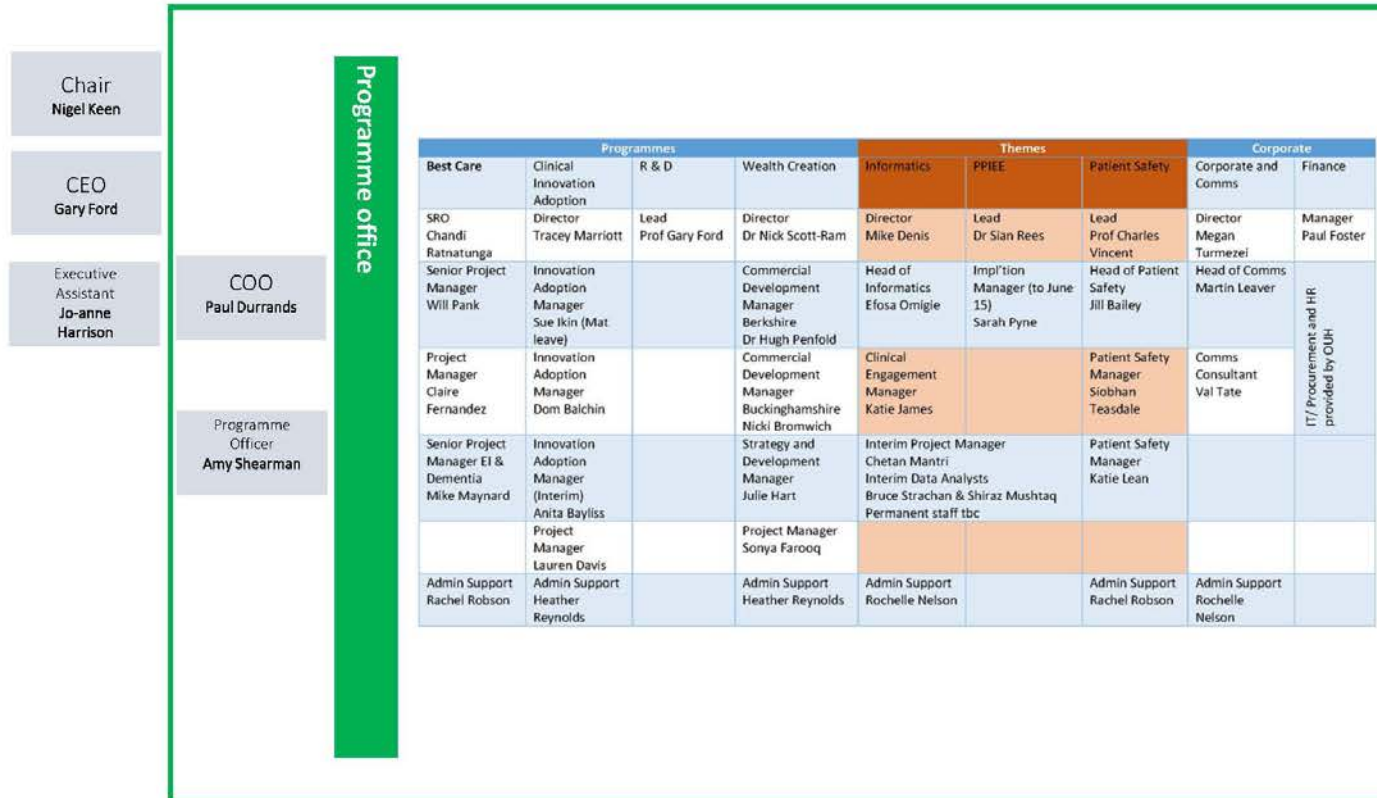 Chair
Nigel Keen
CEO
Gary Ford
Executive
Assistant
Jo-anne
Harrison
COO
Paul Durrands
Programme
Officer
Amy Shearman
Programme office
Programmes
Themes
Corporate
Best Care
Clinical
Innovation
Adoption
R & D
Wealth Creation
Informatics
PPIEE
Patient Safety
Corporate and
Comms
Finance
SRO
Chandi
Ratnatunga
Director
Tracey Marriott
Lead
Prof Gary Ford
Director
Dr Nick Scott-Ram
Director
Mike Denis
Lead
Dr Sian Rees
Lead
Prof Charles
Vincent
Director
Megan
Turmezei
Manager
Paul Foster
Senior Project
Manager
Will Pank
Innovation
Adoption
Manager
Sue Ikin (Mat
leave)
Commercial
Development
Manager
Berkshire
Dr Hugh Penfold
Head of
Informatics
Efosa Omigie
Impl'tion
Manager (to June
15)
Sarah Pyne
Head of Patient
Safety
Jill Bailey
Head of Comms
Martin Leaver
IT/ Procurement and HR
provided by OUH
Project
Manager
Claire
Fernandez
Innovation
Adoption
Manager
Dom Balchin
Commercial
Development
Manager
Buckinghamshire
Nicki Bromwich
Clinical
Engagement
Manager
Katie James
Patient Safety
Manager
Siobhan
Teasdale
Comms
Consultant
Val Tate
Senior Project
Manager EI &
Dementia
Mike Maynard
Innovation
Adoption
Manager
(Interim)
Anita Bayliss
Strategy and
Development
Manager
Julie Hart
Interim Project Manager
Chetan Mantri
Interim Data Analysts
Bruce Strachan & Shiraz Mushtaq
Permanent staff tbc
Patient Safety
Manager
Katie Lean
Project
Manager
Lauren Davis
Project Manager
Sonya Farooq
Admin Support
Rachel Robson
Admin Support
Heather
Reynolds
Admin Support
Heather Reynolds
Admin Support
Rochelle Nelson
Admin Support
Rachel Robson
Admin Support
Rochelle
Nelson